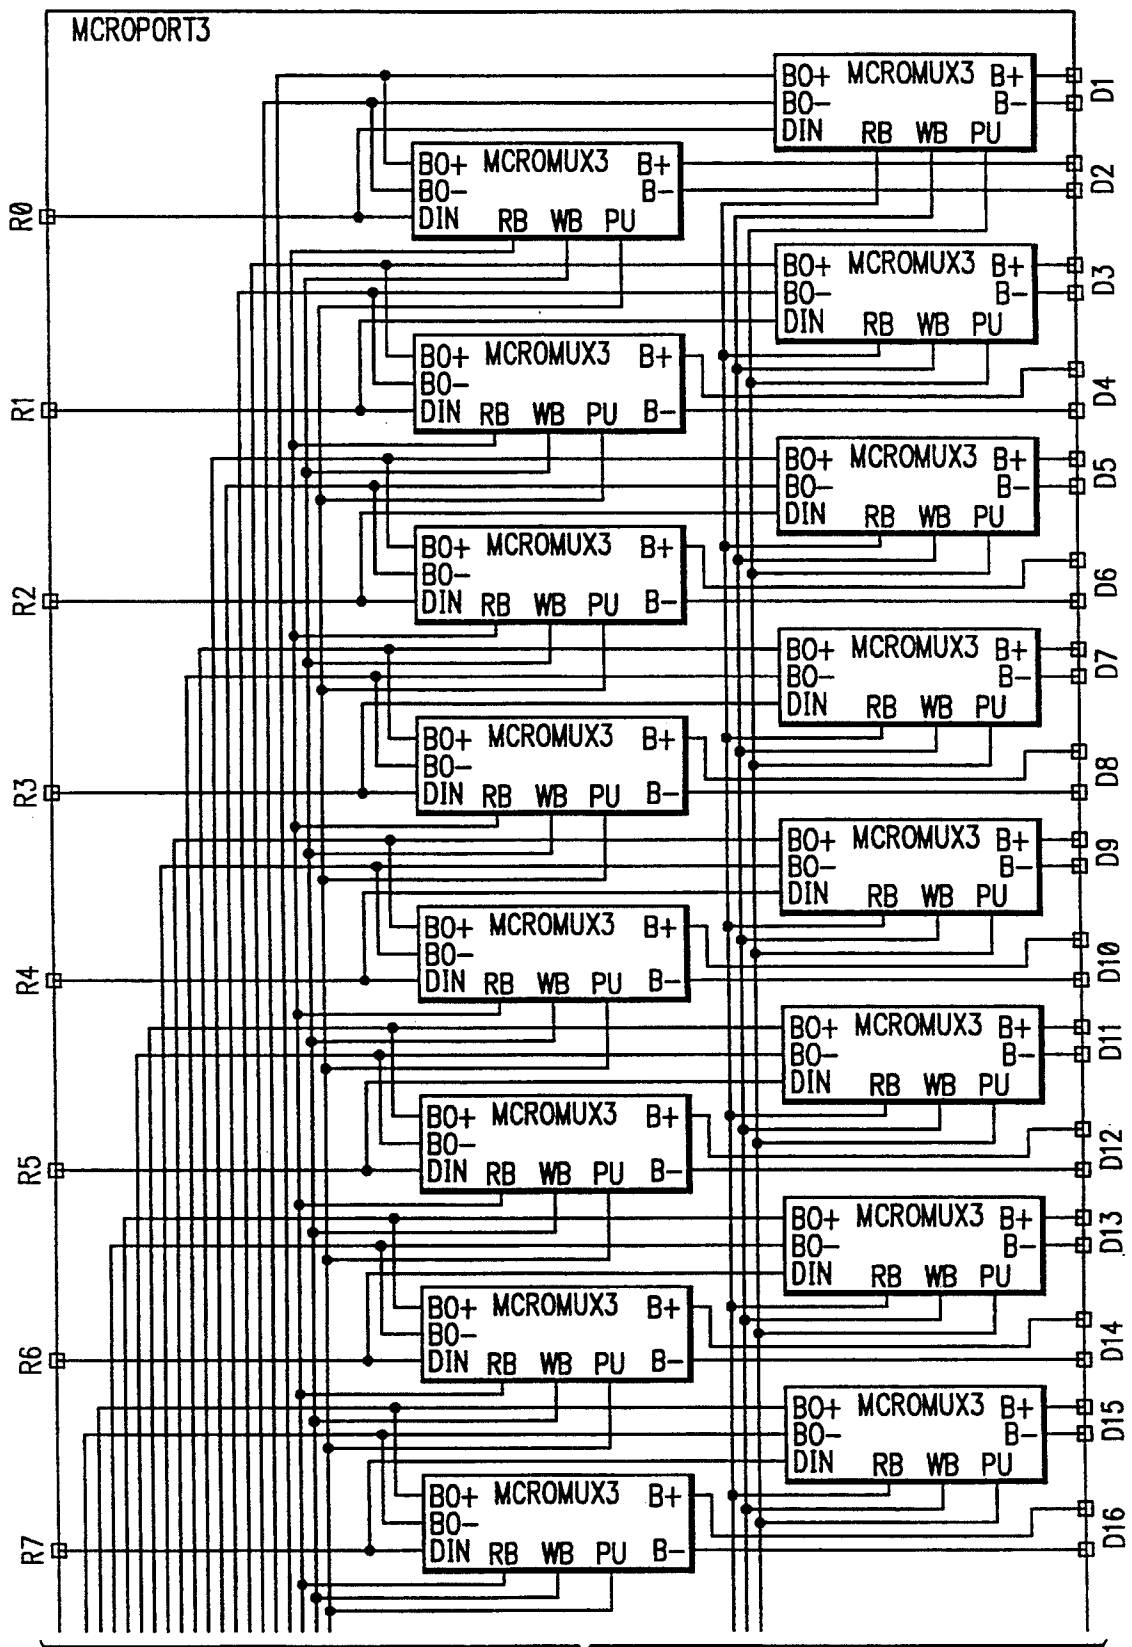 MCROPORT3
BO+ MCROMUX3 B+
BO- B-
DIN RB WB PU
D1
BO+ MCROMUX3 B+
BO- B-
DIN RB WB PU
D2
R0
BO+ MCROMUX3 B+
BO- B-
DIN RB WB PU
D3
BO+ MCROMUX3 B+
BO-
DIN RB WB PU B-
D4
R1
BO+ MCROMUX3 B+
BO- B-
DIN RB WB PU
D5
BO+ MCROMUX3 B+
BO-
DIN RB WB PU B-
D6
R2
BO+ MCROMUX3 B+
BO- B-
DIN RB WB PU
D7
BO+ MCROMUX3 B+
BO-
DIN RB WB PU B-
D8
R3
BO+ MCROMUX3 B+
BO- B-
DIN RB WB PU
D9
BO+ MCROMUX3 B+
BO-
DIN RB WB PU B-
D10
R4
BO+ MCROMUX3 B+
BO- B-
DIN RB WB PU
D11
BO+ MCROMUX3 B+
BO-
DIN RB WB PU B-
D12
R5
BO+ MCROMUX3 B+
BO- B-
DIN RB WB PU
D13
BO+ MCROMUX3 B+
BO-
DIN RB WB PU B-
D14
R6
BO+ MCROMUX3 B+
BO- B-
DIN RB WB PU
D15
BO+ MCROMUX3 B+
BO-
DIN RB WB PU B-
D16
R7